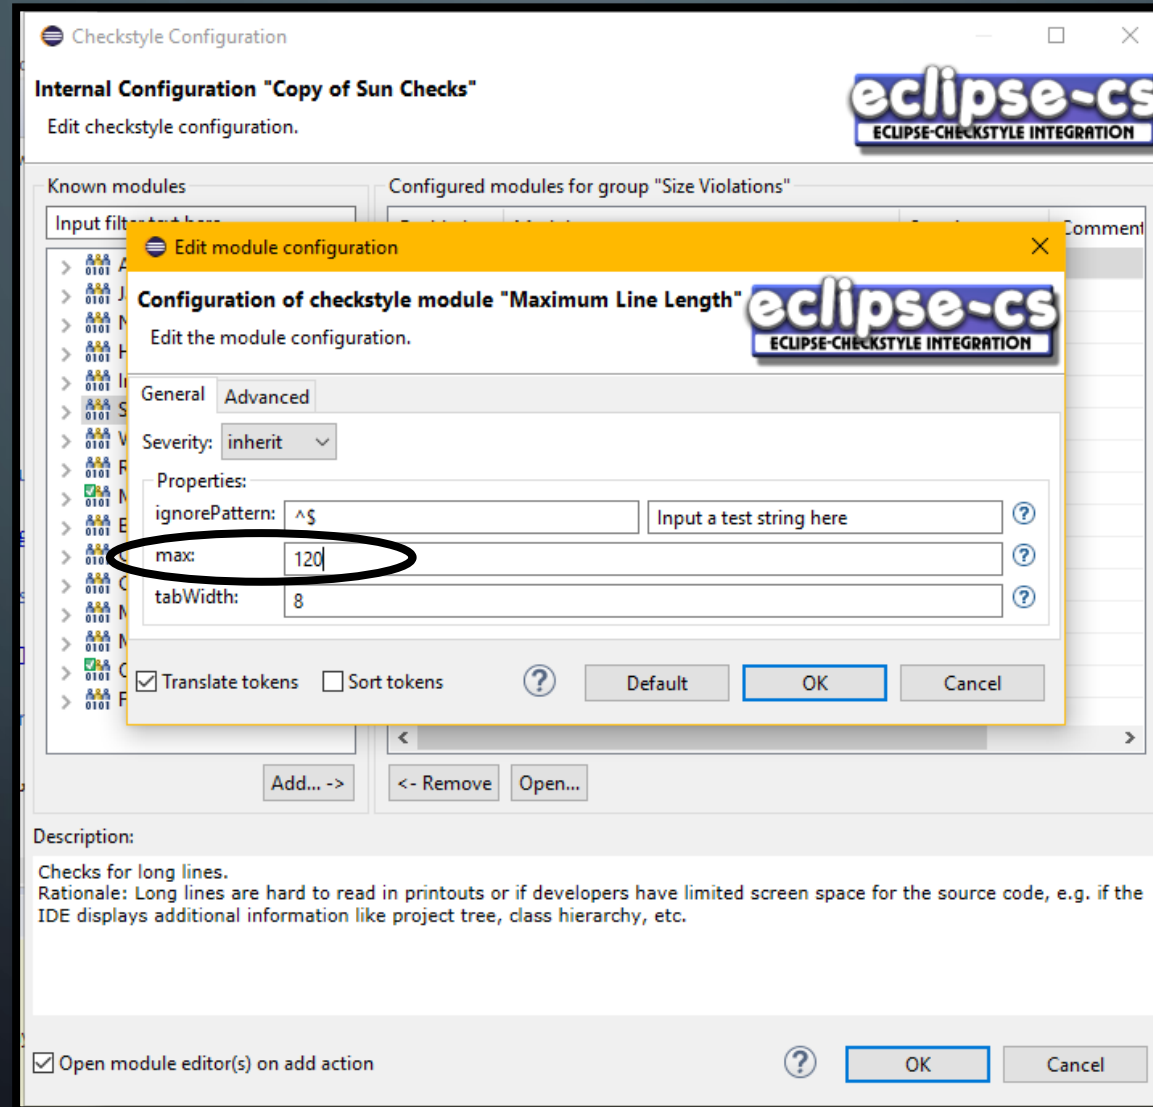 Checkstyle Configuration
Internal Configuration "Copy of Sun Checks"
Edit checkstyle configuration.
eclipse-cs
ECLIPSE-CHECKSTYLE INTEGRATION
Known modules
Configured modules for group "Size Violations"
Input
Comment
Edit module configuration
Configuration of checkstyle module "Maximum Line Length"
Edit the module configuration.
eclipse-cs
ECLIPSE-CHECKSTYLE INTEGRATION
General Advanced
Severity: inherit
Properties:
ignorePattern: ^$ Input a test string here
max: 120
tabWidth: 8
Translate tokens Sort tokens Default OK Cancel
Add... -> <- Remove Open...
Description:
Checks for long lines.
Rationale: Long lines are hard to read in printouts or if developers have limited screen space for the source code, e.g. if the
IDE displays additional information like project tree, class hierarchy, etc.
Open module editor(s) on add action OK Cancel